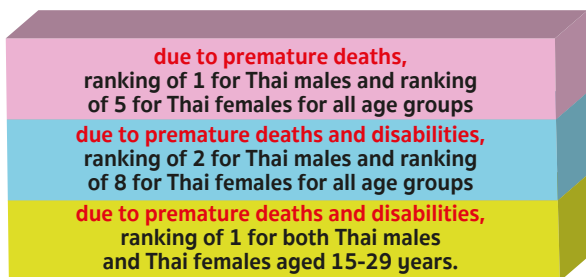 due to premature deaths,
ranking of 1 for Thai males and ranking
of 5 for Thai females for all age groups
due to premature deaths and disabilities,
ranking of 2 for Thai males and ranking
of 8 for Thai females for all age groups
due to premature deaths and disabilities,
ranking of 1 for both Thai males
and Thai females aged 15-29 years.